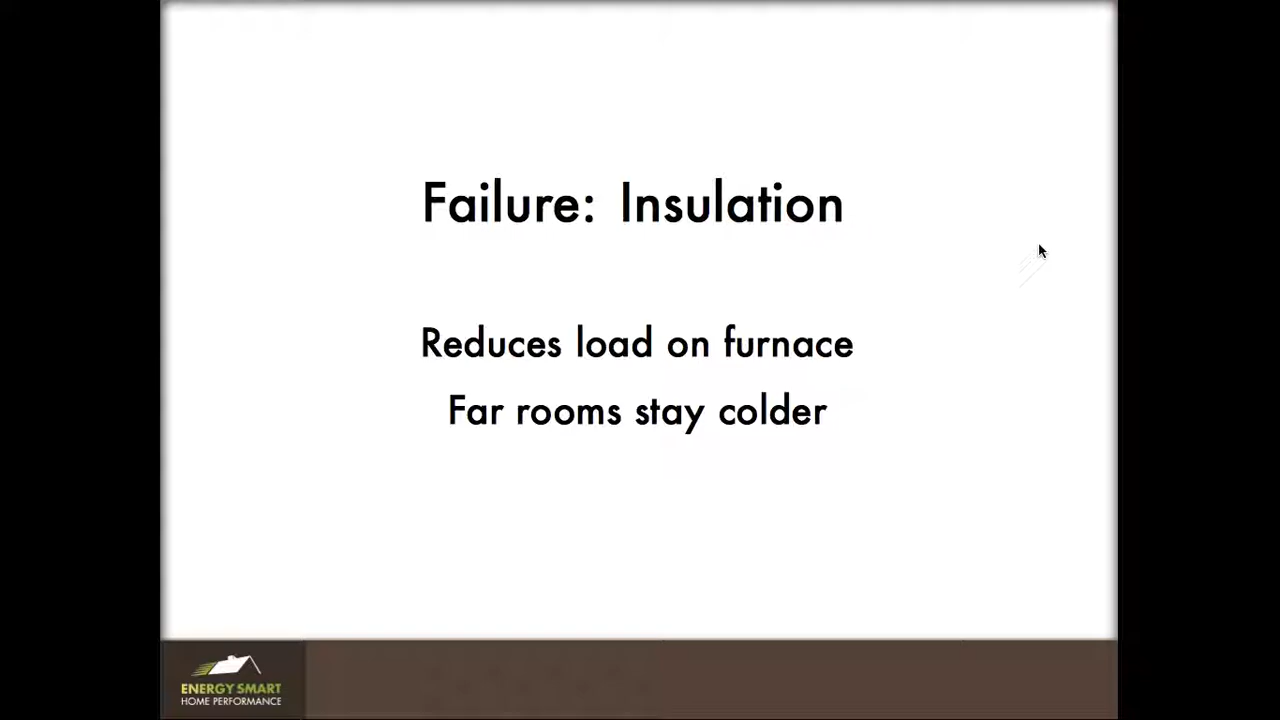 Failure: Insulation
Reduces load on furnace
Far rooms stay colder
ENERGY SMART
HOME PERFORMANCE